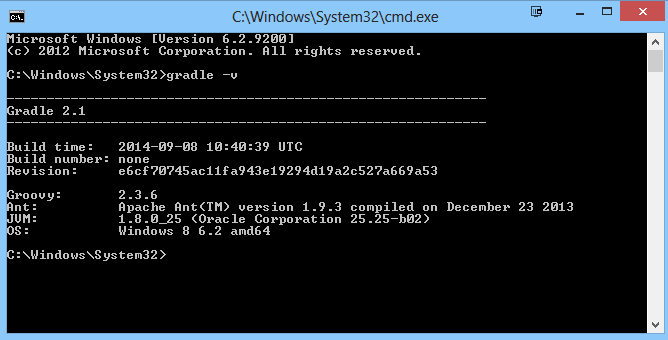 C:\Windows\System32\cmd.exe
Microsoft Windows [Version 6.2.9200]
(c) 2012 Microsoft Corporation. All rights reserved.
C:\Windows\System32>gradle -v
------------------------------------------------------------
Gradle 2.1
------------------------------------------------------------
Build time:   2014-09-08 10:40:39 UTC
Build number: none
Revision:     e6cf70745ac11fa943e19294d19a2c527a669a53
Groovy:       2.3.6
Ant:          Apache Ant(TM) version 1.9.3 compiled on December 23 2013
JVM:          1.8.0_25 (Oracle Corporation 25.25-b02)
OS:           Windows 8 6.2 amd64
C:\Windows\System32>